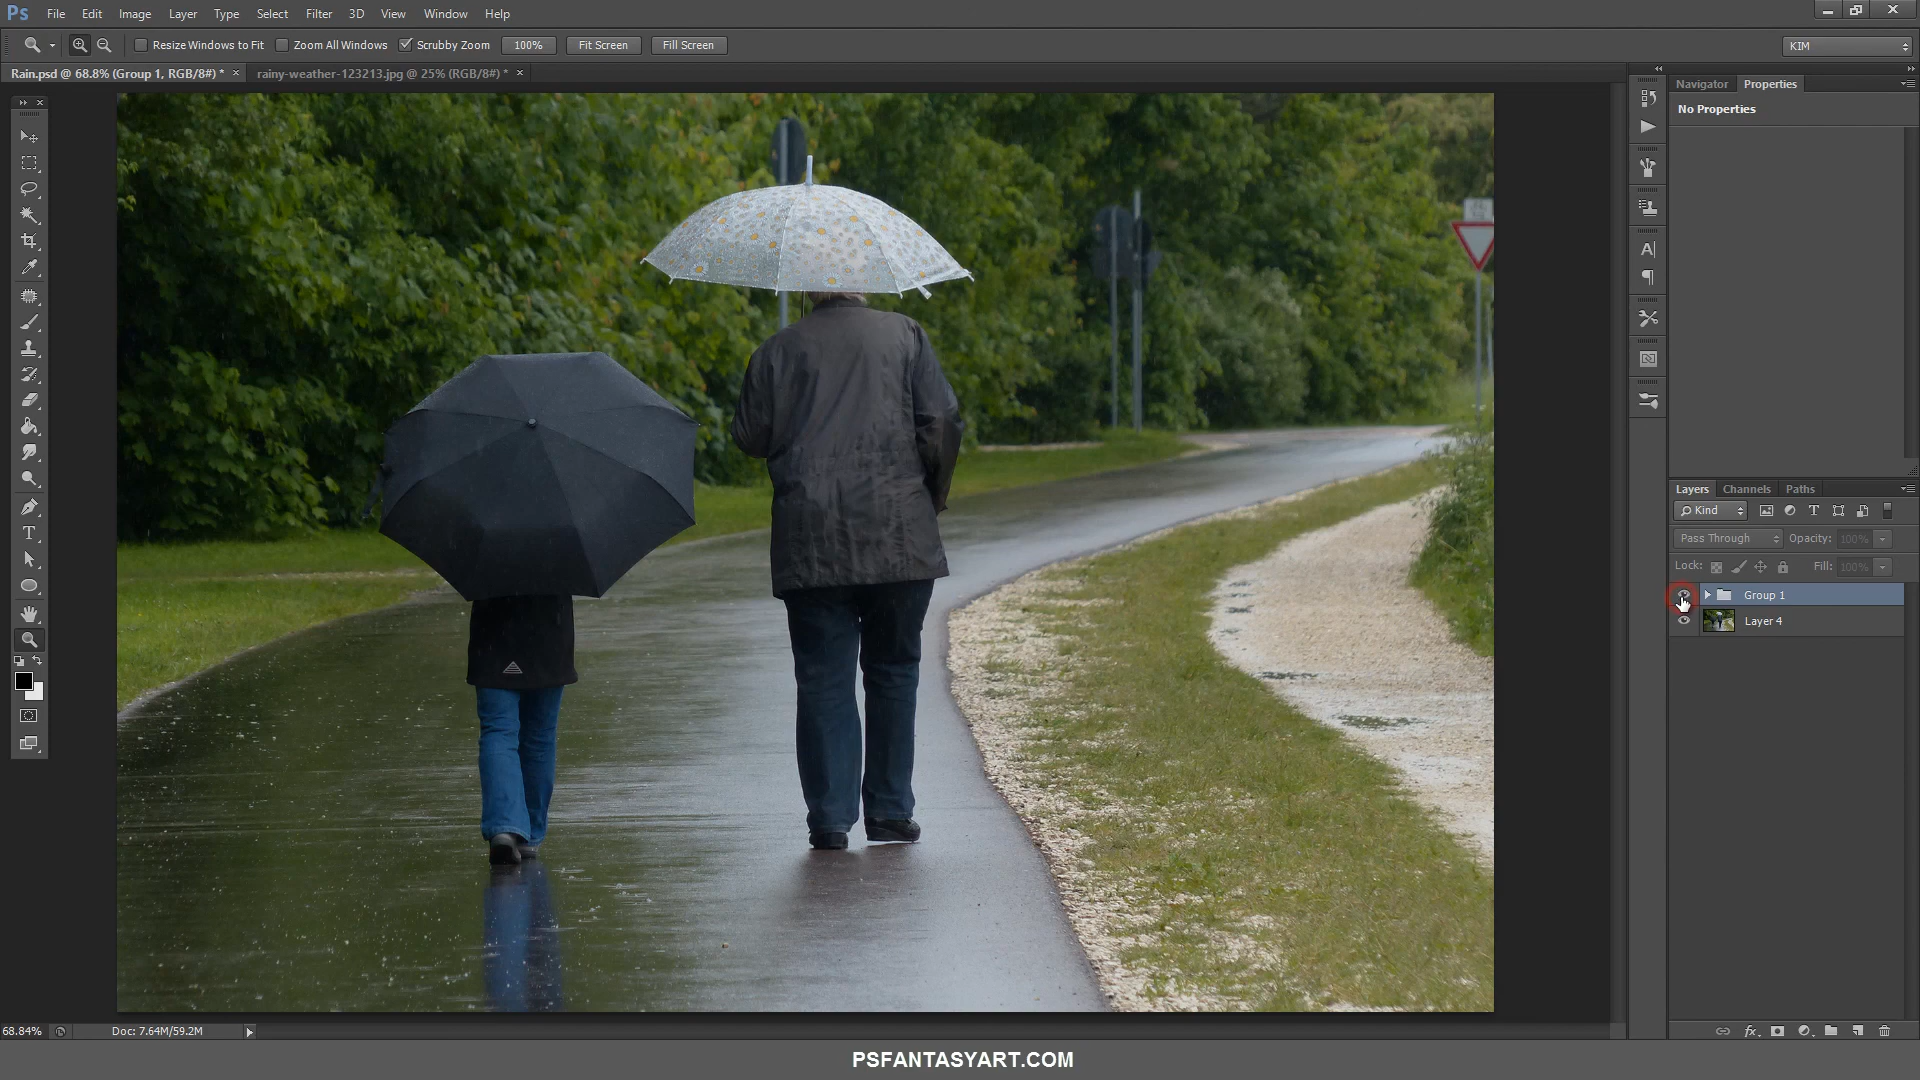 Ps File Edit Image Layer Type Select Filter 3D View Window Help
Resize Windows to Fit Zoom All Windows Scrubby Zoom 100% Fit Screen Fill Screen KIM
Rain.psd @ 68.8% (Group 1, RGB/8#) * × rainy-weather-123213.jpg @ 25% (RGB/8#) * ×
Navigator Properties
No Properties
Layers Channels Paths
Kind
Pass Through Opacity: 100%
Lock: Fill: 100%
Group 1
Layer 4
68.84% Doc: 7.64M/59.2M
PSFANTASYART.COM